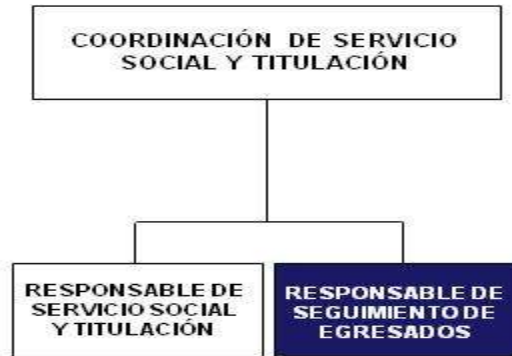 COORDINACIÓN DE SERVICIO
SOCIAL Y TITULACIÓN
RESPONSABLE DE
SERVICIO SOCIAL
Y TITULACIÓN
RESPONSABLE DE
SEGUIMIENTO DE
EGRESADOS